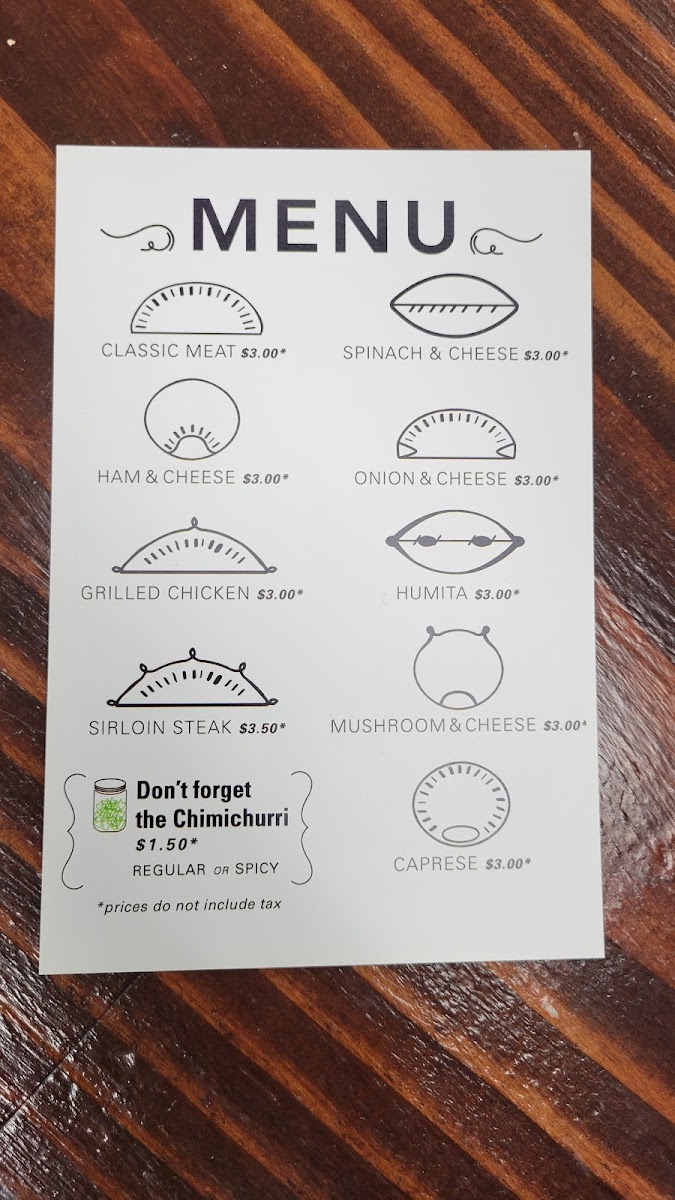 MENU
CLASSIC MEAT $3.00*
SPINACH & CHEESE $3.00*
HAM & CHEESE $3.00*
ONION & CHEESE $3.00*
GRILLED CHICKEN $3.00*
HUMITA $3.00*
SIRLOIN STEAK $3.50*
MUSHROOM & CHEESE $3.00*
Don't forget
the Chimichurri
$1.50*
REGULAR OR SPICY
CAPRESE $3.00*
*prices do not include tax